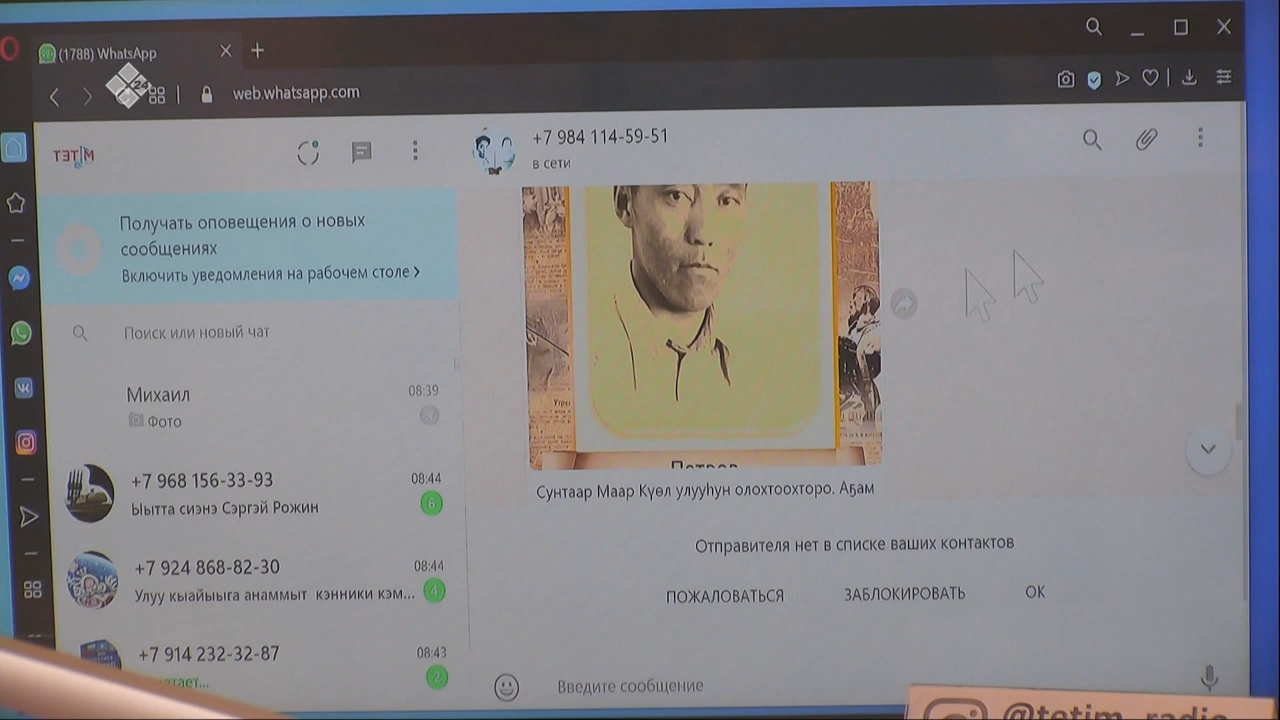 (1788) WhatsApp
web.whatsapp.com
ТЭТІМ
+7 984 114-59-51
в сети
Получать оповещения о новых
сообщениях
Включить уведомления на рабочем столе >
Поиск или новый чат
Михаил
08:39
Фото
+7 968 156-33-93
08:44
Ыытта сиэнэ Сэргэй Рожин
6
+7 924 868-82-30
08:44
Улуу кыайыыга анаммыт кэнники кэм...
4
+7 914 232-32-87
08:43
2
Петров
Сунтаар Маар Күөл улууһун олохтоохторо. Аҕам
Отправителя нет в списке ваших контактов
ПОЖАЛОВАТЬСЯ
ЗАБЛОКИРОВАТЬ
ОК
Введите сообщение
@tetim_radio